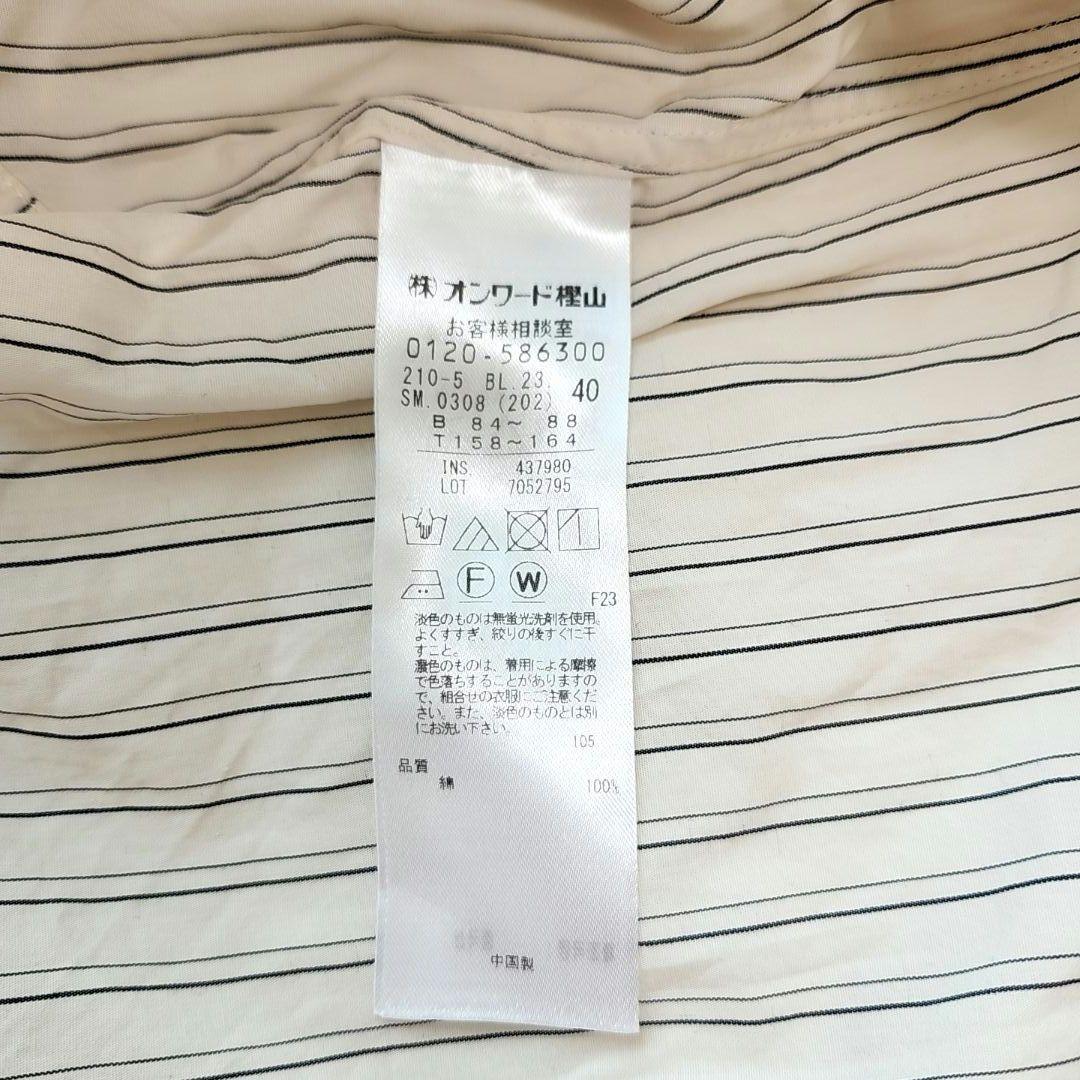 (株)オンワード樫山
お客様相談室
0120-586300
210-5 BL.23. 40
SM.0308 (202)
B 84〜 88
T158〜164
INS 437980
LOT 7052795
F W
F23
淡色のものは無蛍光洗剤を使用。
よくすすぎ、絞りの後すぐに干
すこと。
濃色のものは、着用による摩擦
で色落ちすることがありますの
で、組合せの衣服にご注意くだ
さい。また、淡色のものとは別
にお洗い下さい。
105
品質
綿 100%
中国製